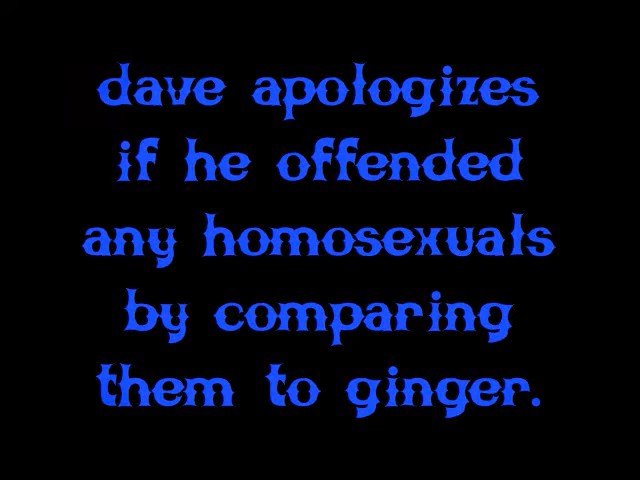 dave apologizes
if he offended
any homosexuals
by comparing
them to ginger.